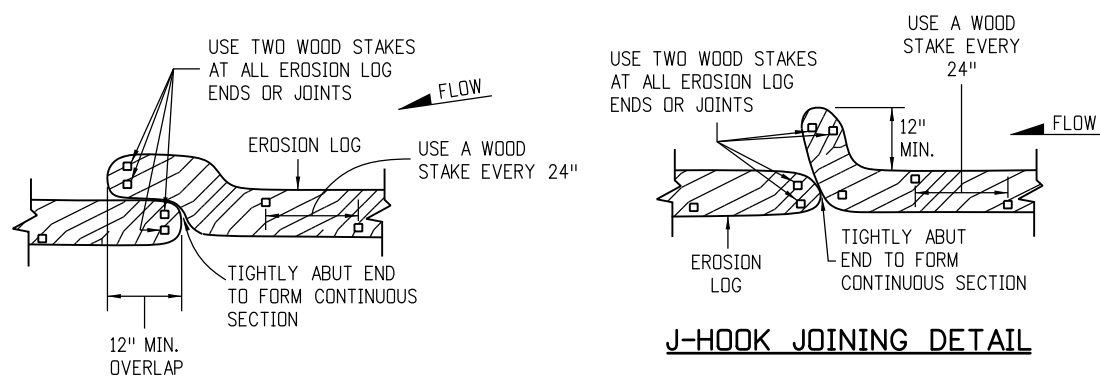 USE TWO WOOD STAKES
AT ALL EROSION LOG
ENDS OR JOINTS
FLOW
EROSION LOG
USE A WOOD
STAKE EVERY 24"
TIGHTLY ABUT END
TO FORM CONTINUOUS
SECTION
12" MIN.
OVERLAP
USE A WOOD
STAKE EVERY
24"
USE TWO WOOD STAKES
AT ALL EROSION LOG
ENDS OR JOINTS
12"
MIN.
FLOW
TIGHTLY ABUT
END TO FORM
CONTINUOUS SECTION
EROSION
LOG
J-HOOK JOINING DETAIL